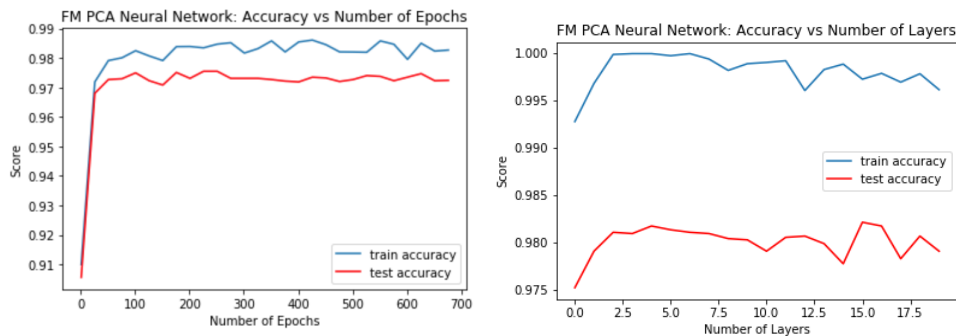 FM PCA Neural Network: Accuracy vs Number of Epochs
0.99
0.98
0.97
0.96
0.95
0.94
0.93
0.92
0.91
Score
train accuracy
test accuracy
0 100 200 300 400 500 600 700
Number of Epochs
FM PCA Neural Network: Accuracy vs Number of Layers
1.000
0.995
0.990
0.985
0.980
0.975
Score
train accuracy
test accuracy
0.0 2.5 5.0 7.5 10.0 12.5 15.0 17.5
Number of Layers